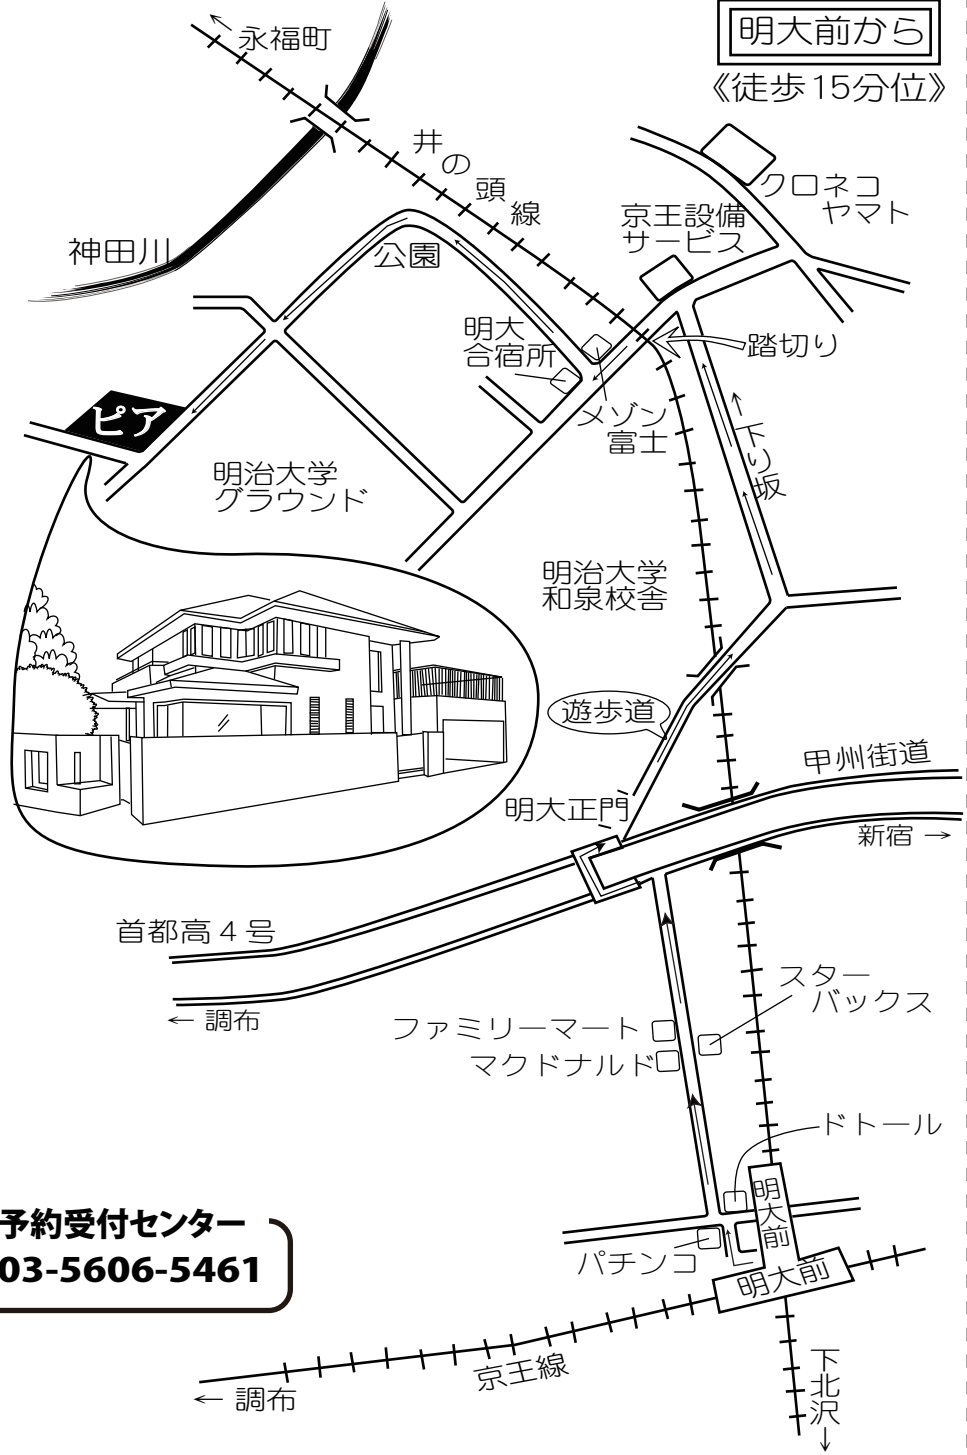 明大前から
《徒歩15分位》
← 永福町
井の頭線
クロネコ
ヤマト
京王設備
サービス
神田川
公園
明大
合宿所
踏切り
メゾン
富士
ピア
← 下り坂
明治大学
グラウンド
明治大学
和泉校舎
遊歩道
甲州街道
明大正門
新宿 →
首都高4号
← 調布
スター
バックス
ファミリーマート
マクドナルド
ドトール
明大前
予約受付センター
03-5606-5461
パチンコ
明大前
京王線
← 調布
下北沢→